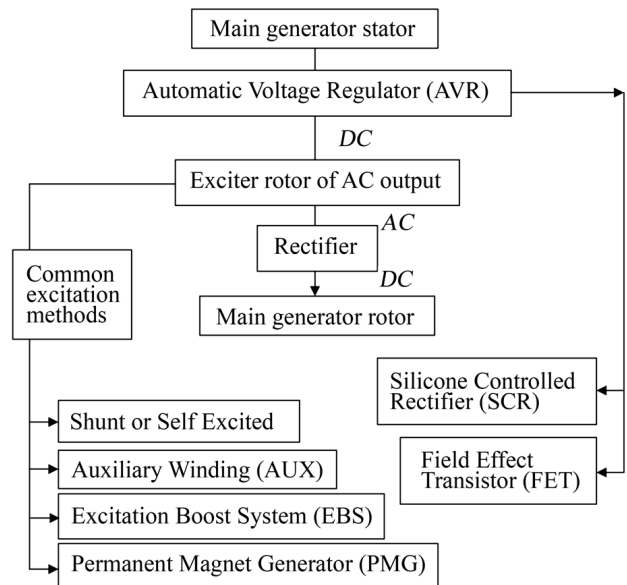 Main generator stator
Automatic Voltage Regulator (AVR)
DC
Exciter rotor of AC output
AC
Rectifier
DC
Main generator rotor
Common
excitation
methods
Shunt or Self Excited
Auxiliary Winding (AUX)
Excitation Boost System (EBS)
Permanent Magnet Generator (PMG)
Silicone Controlled
Rectifier (SCR)
Field Effect
Transistor (FET)